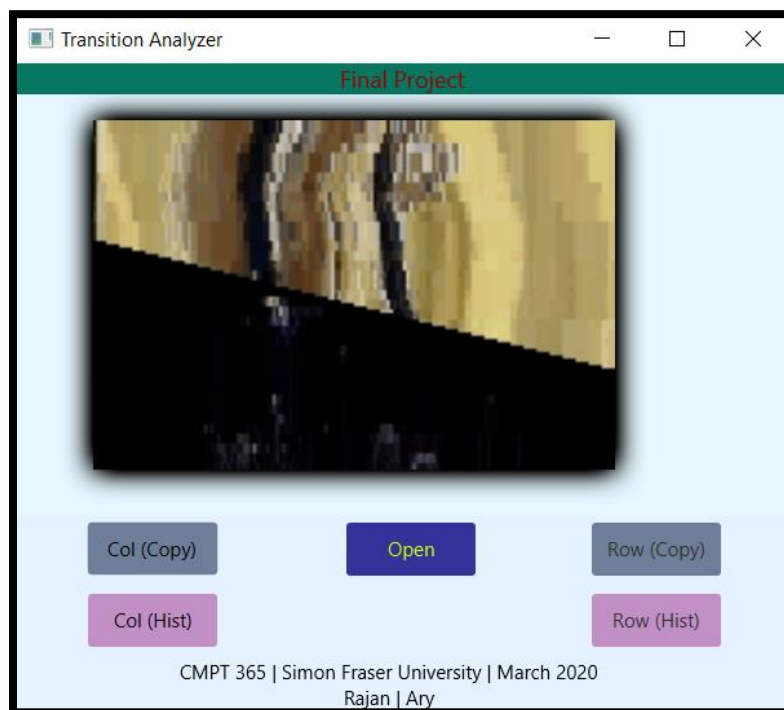 Transition Analyzer
Final Project
Col (Copy)
Open
Row (Copy)
Col (Hist)
Row (Hist)
CMPT 365 | Simon Fraser University | March 2020
Rajan | Ary